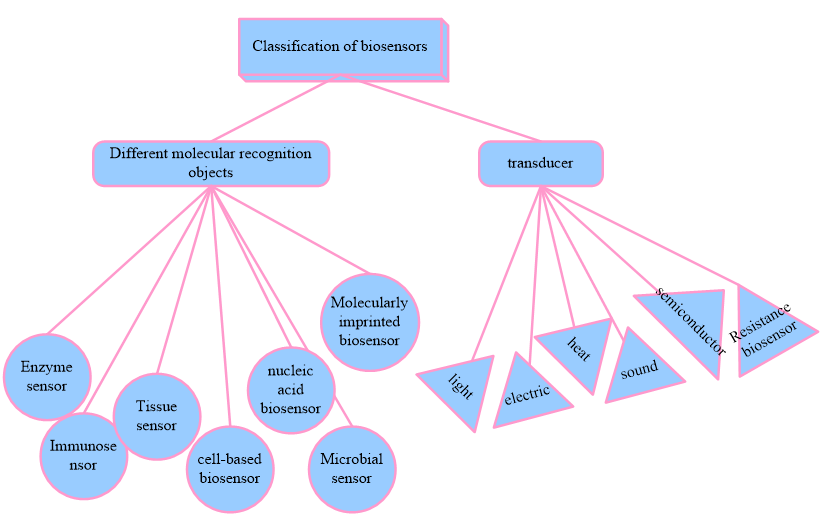 Classification of biosensors
Different molecular recognition
objects
transducer
Enzyme
sensor
Immunose
nsor
Tissue
sensor
cell-based
biosensor
nucleic
acid
biosensor
Microbial
sensor
Molecularly
imprinted
biosensor
light
electric
heat
sound
semiconductor
Resistance
biosensor